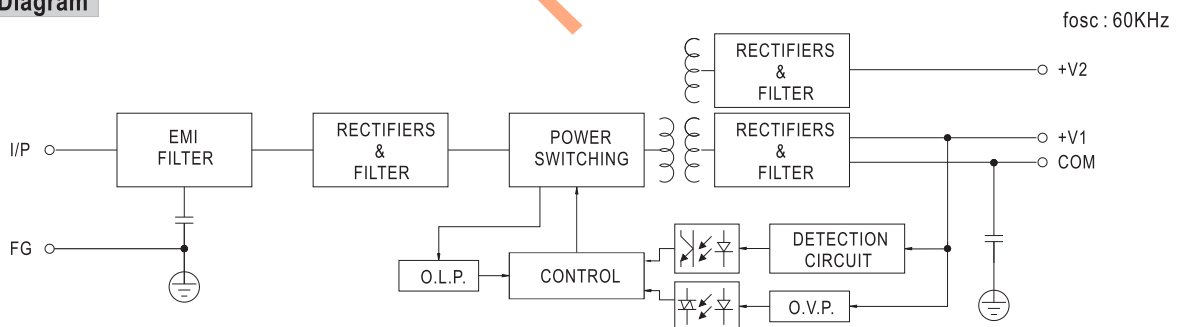 Diagram
fosc : 60KHz
RECTIFIERS
&
FILTER
+V2
I/P
EMI
FILTER
RECTIFIERS
&
FILTER
POWER
SWITCHING
RECTIFIERS
&
FILTER
+V1
COM
FG
O.L.P.
CONTROL
DETECTION
CIRCUIT
O.V.P.